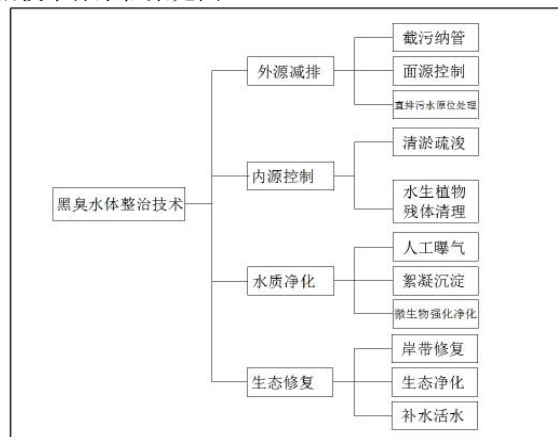 黑臭水体整治技术
外源减排
截污纳管
面源控制
直排污水原位处理
内源控制
清淤疏浚
水生植物
残体清理
水质净化
人工曝气
絮凝沉淀
微生物强化净化
生态修复
岸带修复
生态净化
补水活水